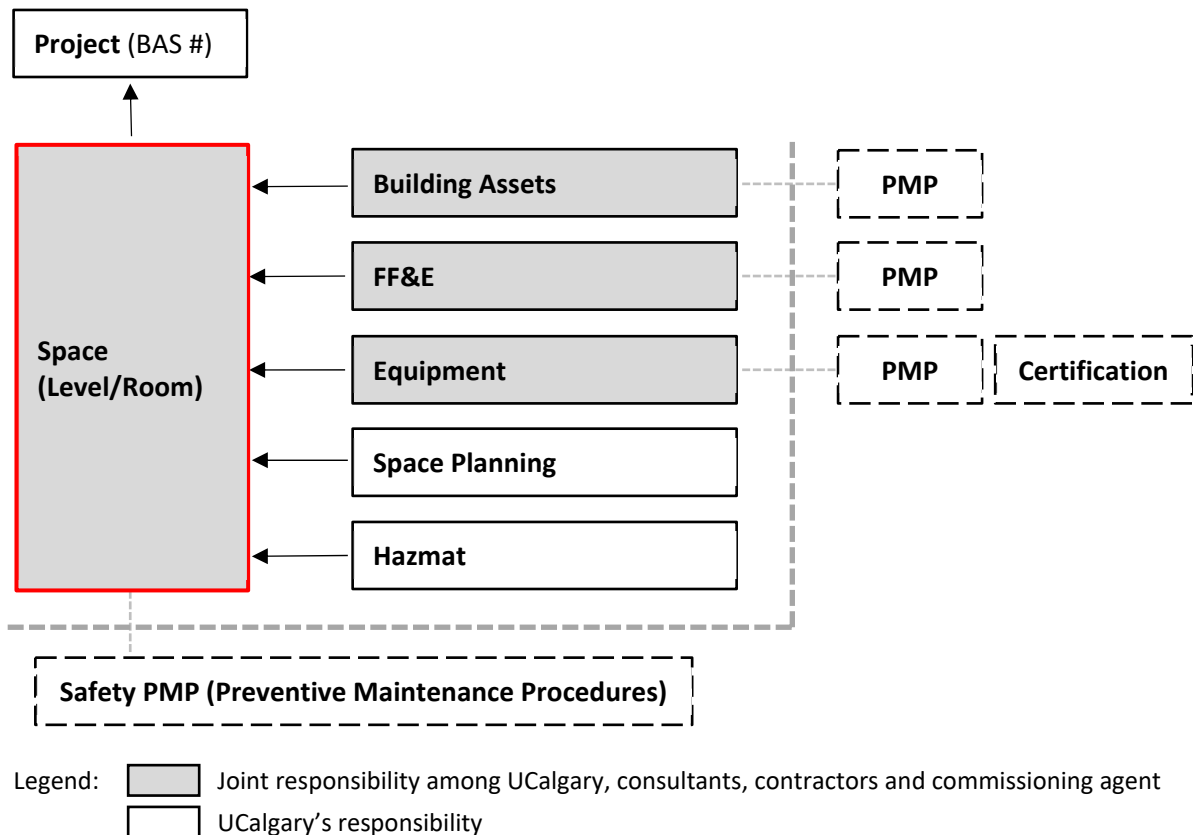 Project (BAS #)
Building Assets
PMP
FF&E
PMP
Space
(Level/Room)
Equipment
PMP
Certification
Space Planning
Hazmat
Safety PMP (Preventive Maintenance Procedures)
Legend:
Joint responsibility among UCalgary, consultants, contractors and commissioning agent
UCalgary’s responsibility